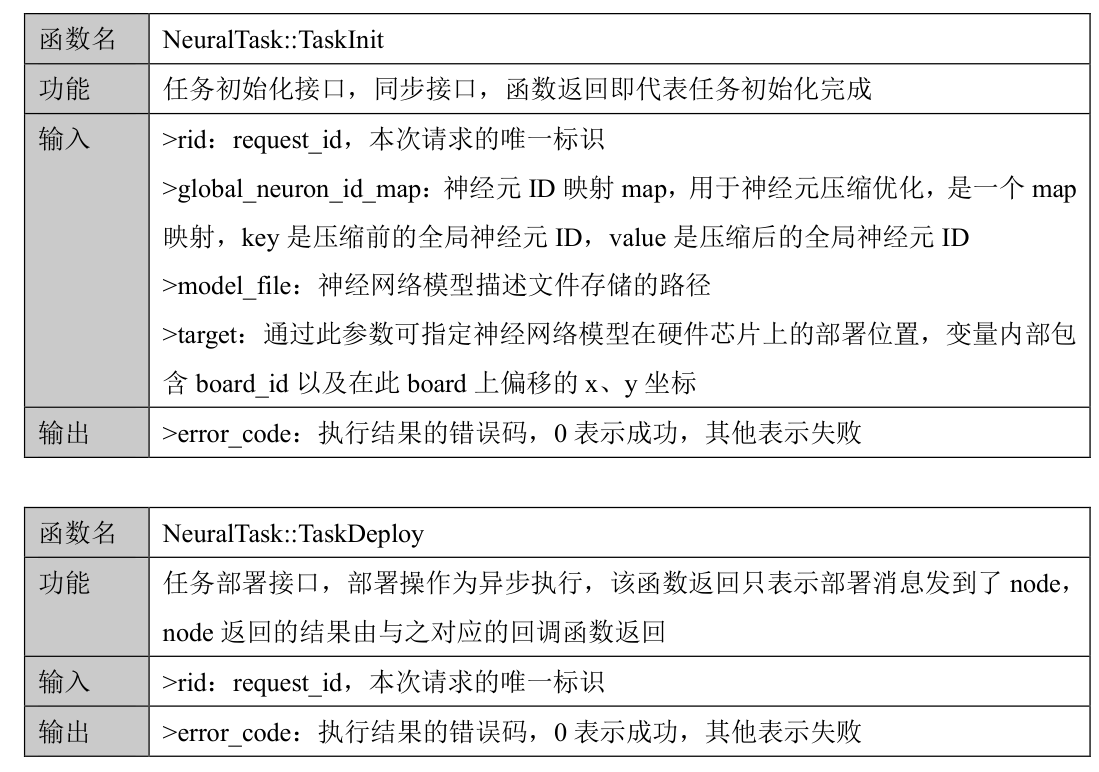 函数名 NeuralTask::TaskInit
功能 任务初始化接口，同步接口，函数返回即代表任务初始化完成
输入 >rid：request_id，本次请求的唯一标识
>global_neuron_id_map：神经元 ID 映射 map，用于神经元压缩优化，是一个 map
映射，key 是压缩前的全局神经元 ID，value 是压缩后的全局神经元 ID
>model_file：神经网络模型描述文件存储的路径
>target：通过此参数可指定神经网络模型在硬件芯片上的部署位置，变量内部包
含 board_id 以及在此 board 上偏移的 x、y 坐标
输出 >error_code：执行结果的错误码，0 表示成功，其他表示失败
函数名 NeuralTask::TaskDeploy
功能 任务部署接口，部署操作为异步执行，该函数返回只表示部署消息发到了 node，
node 返回的结果由与之对应的回调函数返回
输入 >rid：request_id，本次请求的唯一标识
输出 >error_code：执行结果的错误码，0 表示成功，其他表示失败